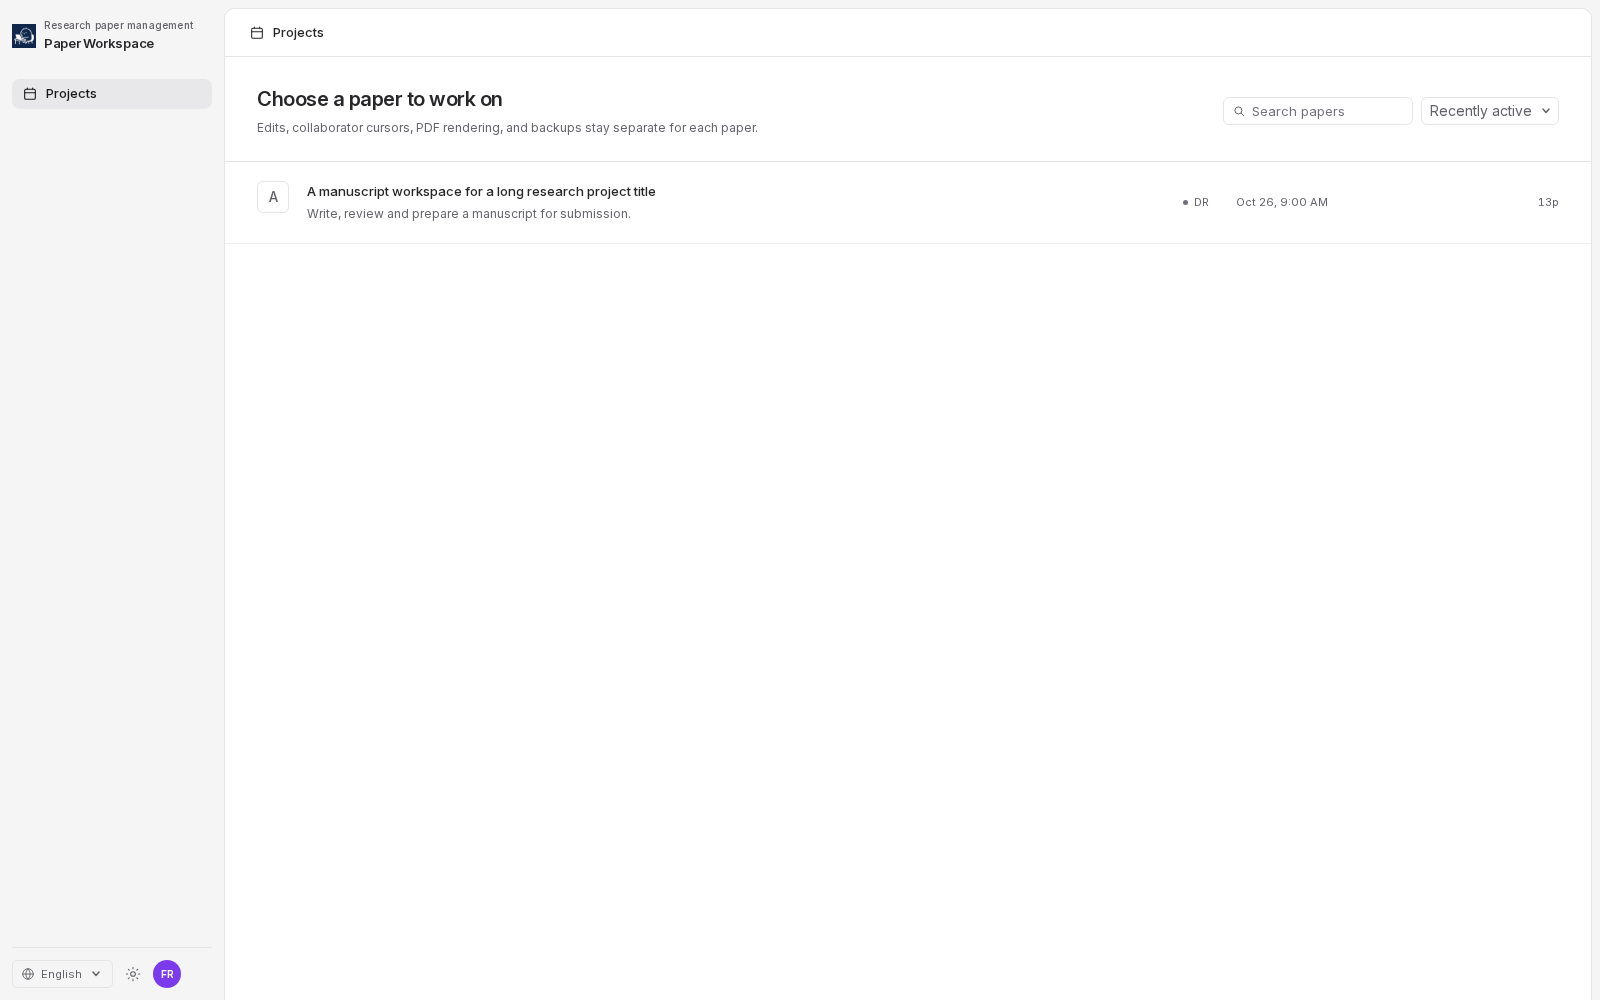 Research paper management
Paper Workspace
Projects
Projects
Choose a paper to work on
Edits, collaborator cursors, PDF rendering, and backups stay separate for each paper.
Search papers
Recently active
A
A manuscript workspace for a long research project title
Write, review and prepare a manuscript for submission.
DR
Oct 26, 9:00 AM
13p
English
FR